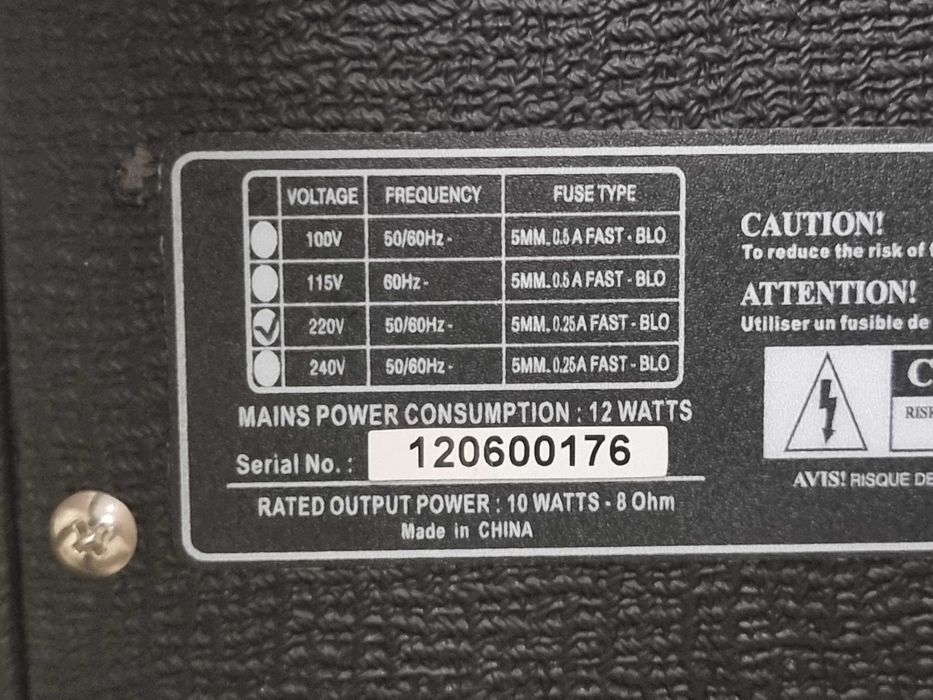 VOLTAGE FREQUENCY FUSE TYPE
100V 50/60Hz~ 5MM. 0.5A FAST - BLO
115V 60Hz~ 5MM. 0.5A FAST - BLO
220V 50/60Hz~ 5MM. 0.25A FAST - BLO
240V 50/60Hz~ 5MM. 0.25A FAST - BLO
MAINS POWER CONSUMPTION : 12 WATTS
Serial No. : 120600176
RATED OUTPUT POWER : 10 WATTS - 8 Ohm
Made in CHINA
CAUTION!
To reduce the risk of
ATTENTION!
Utiliser un fusible de
C
RISK
AVIS! RISQUE DE